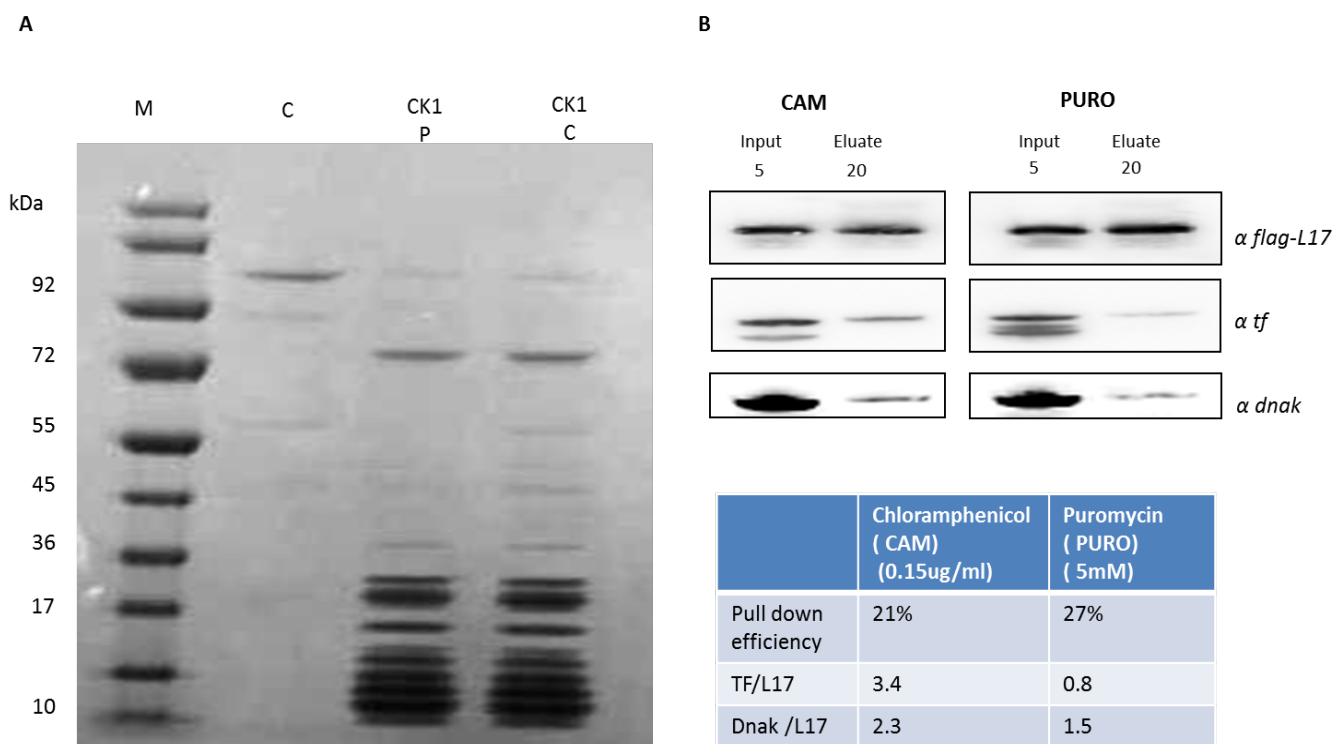 A
M
C
CK1
P
CK1
C
kDa
92
72
55
45
36
17
10
B
CAM
PURO
Input
Eluate
Input
Eluate
5
20
5
20
α flag-L17
α tf
α dnak
Chloramphenicol
( CAM)
(0.15ug/ml)
Puromycin
( PURO)
( 5mM)
Pull down
efficiency
21%
27%
TF/L17
3.4
0.8
Dnak /L17
2.3
1.5